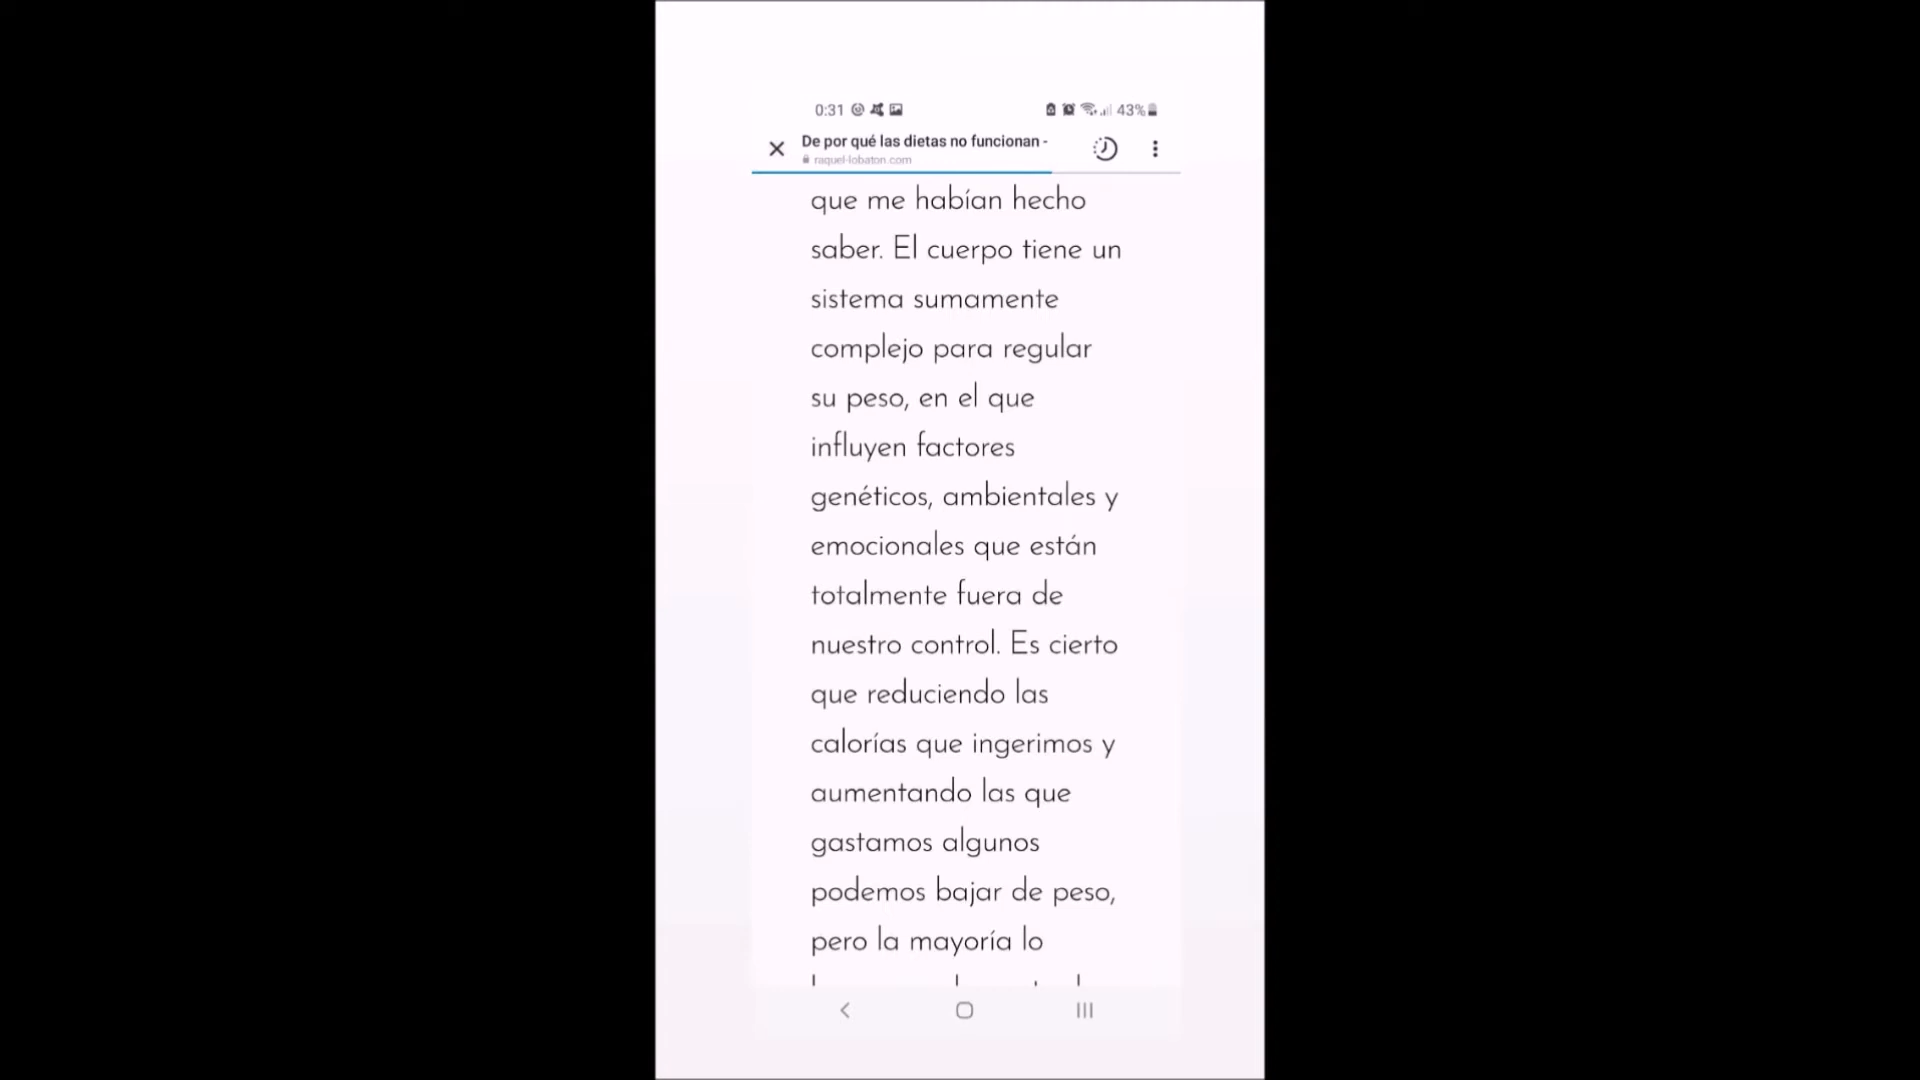 0:31 43%
De por qué las dietas no funcionan -
raquel-lobaton.com
que me habían hecho
saber. El cuerpo tiene un
sistema sumamente
complejo para regular
su peso, en el que
influyen factores
genéticos, ambientales y
emocionales que están
totalmente fuera de
nuestro control. Es cierto
que reduciendo las
calorías que ingerimos y
aumentando las que
gastamos algunos
podemos bajar de peso,
pero la mayoría lo